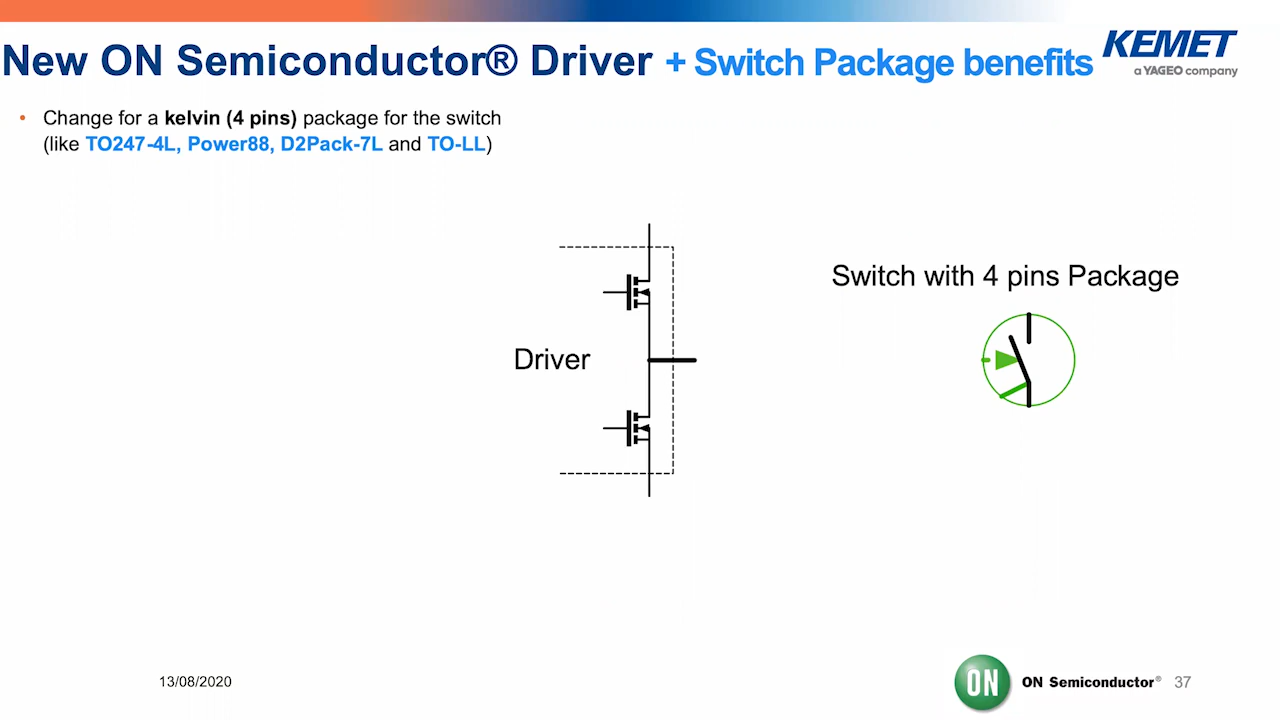 New ON Semiconductor® Driver + Switch Package benefits
KEMET
a YAGEO company
• Change for a kelvin (4 pins) package for the switch
(like TO247-4L, Power88, D2Pack-7L and TO-LL)
Switch with 4 pins Package
Driver
13/08/2020
ON
ON Semiconductor®
37